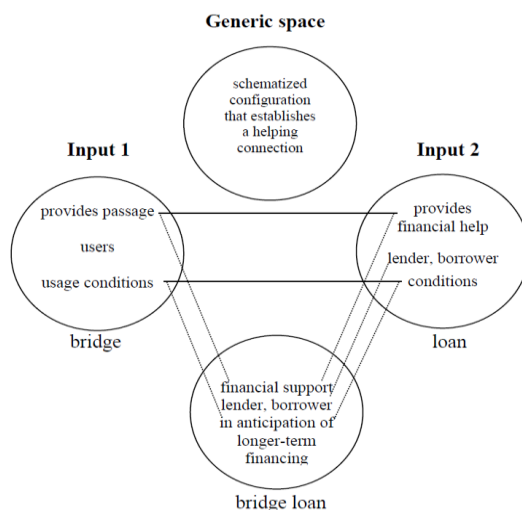 Generic space
schematized
configuration
that establishes
a helping
connection
Input 1
Input 2
provides passage
users
usage conditions
bridge
provides
financial help
lender, borrower
conditions
loan
financial support
lender, borrower
in anticipation of
longer-term
financing
bridge loan